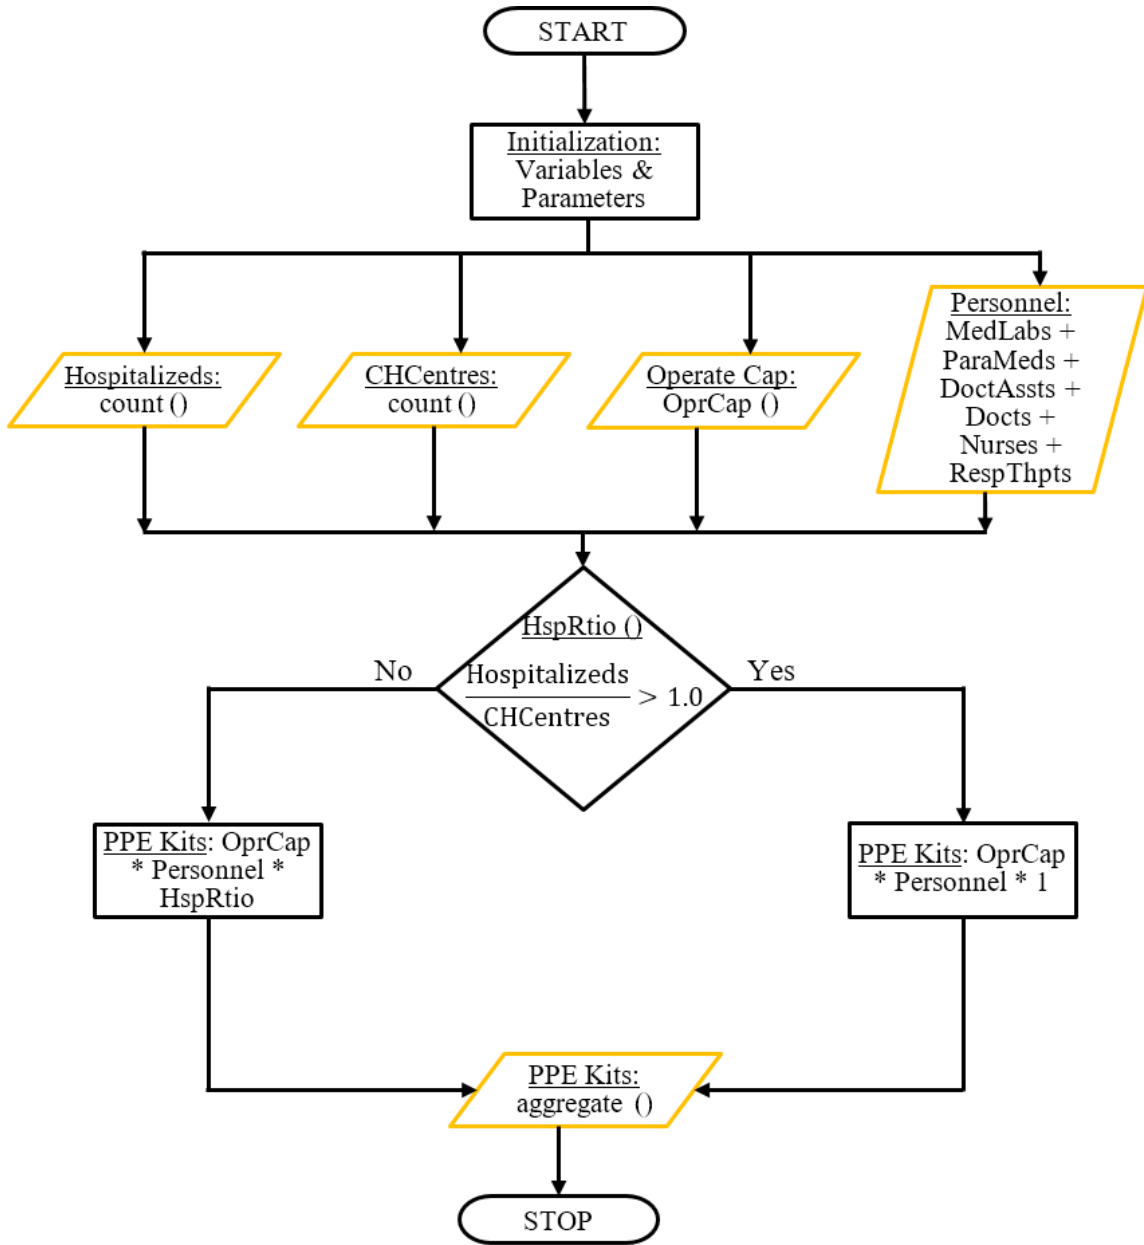 START
Initialization:
Variables &
Parameters
Hospitalizeds:
count ()
CHCentres:
count ()
Operate Cap:
OprCap ()
Personnel:
MedLabs +
ParaMeds +
DoctAssts +
Docts +
Nurses +
RespThpts
HspRtio ()
Hospitalizeds
CHCentres
> 1.0
No
Yes
PPE Kits: OprCap
* Personnel *
HspRtio
PPE Kits: OprCap
* Personnel * 1
PPE Kits:
aggregate ()
STOP